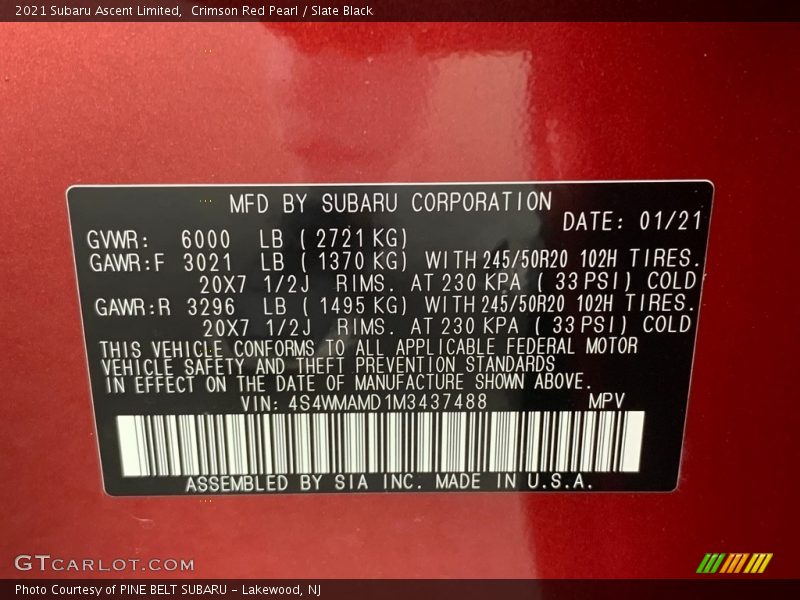 2021 Subaru Ascent Limited,  Crimson Red Pearl / Slate Black
MFD BY SUBARU CORPORATION
DATE: 01/21
GVWR: 6000 LB ( 2721 KG)
GAWR:F 3021 LB ( 1370 KG) WITH 245/50R20 102H TIRES.
20X7 1/2J RIMS. AT 230 KPA ( 33 PSI) COLD
GAWR:R 3296 LB ( 1495 KG) WITH 245/50R20 102H TIRES.
20X7 1/2J RIMS. AT 230 KPA ( 33 PSI) COLD
THIS VEHICLE CONFORMS TO ALL APPLICABLE FEDERAL MOTOR
VEHICLE SAFETY AND THEFT PREVENTION STANDARDS
IN EFFECT ON THE DATE OF MANUFACTURE SHOWN ABOVE.
VIN: 4S4WMAMD1M3437488 MPV
ASSEMBLED BY SIA INC. MADE IN U.S.A.
GTCARLOT.COM
Photo Courtesy of PINE BELT SUBARU - Lakewood, NJ